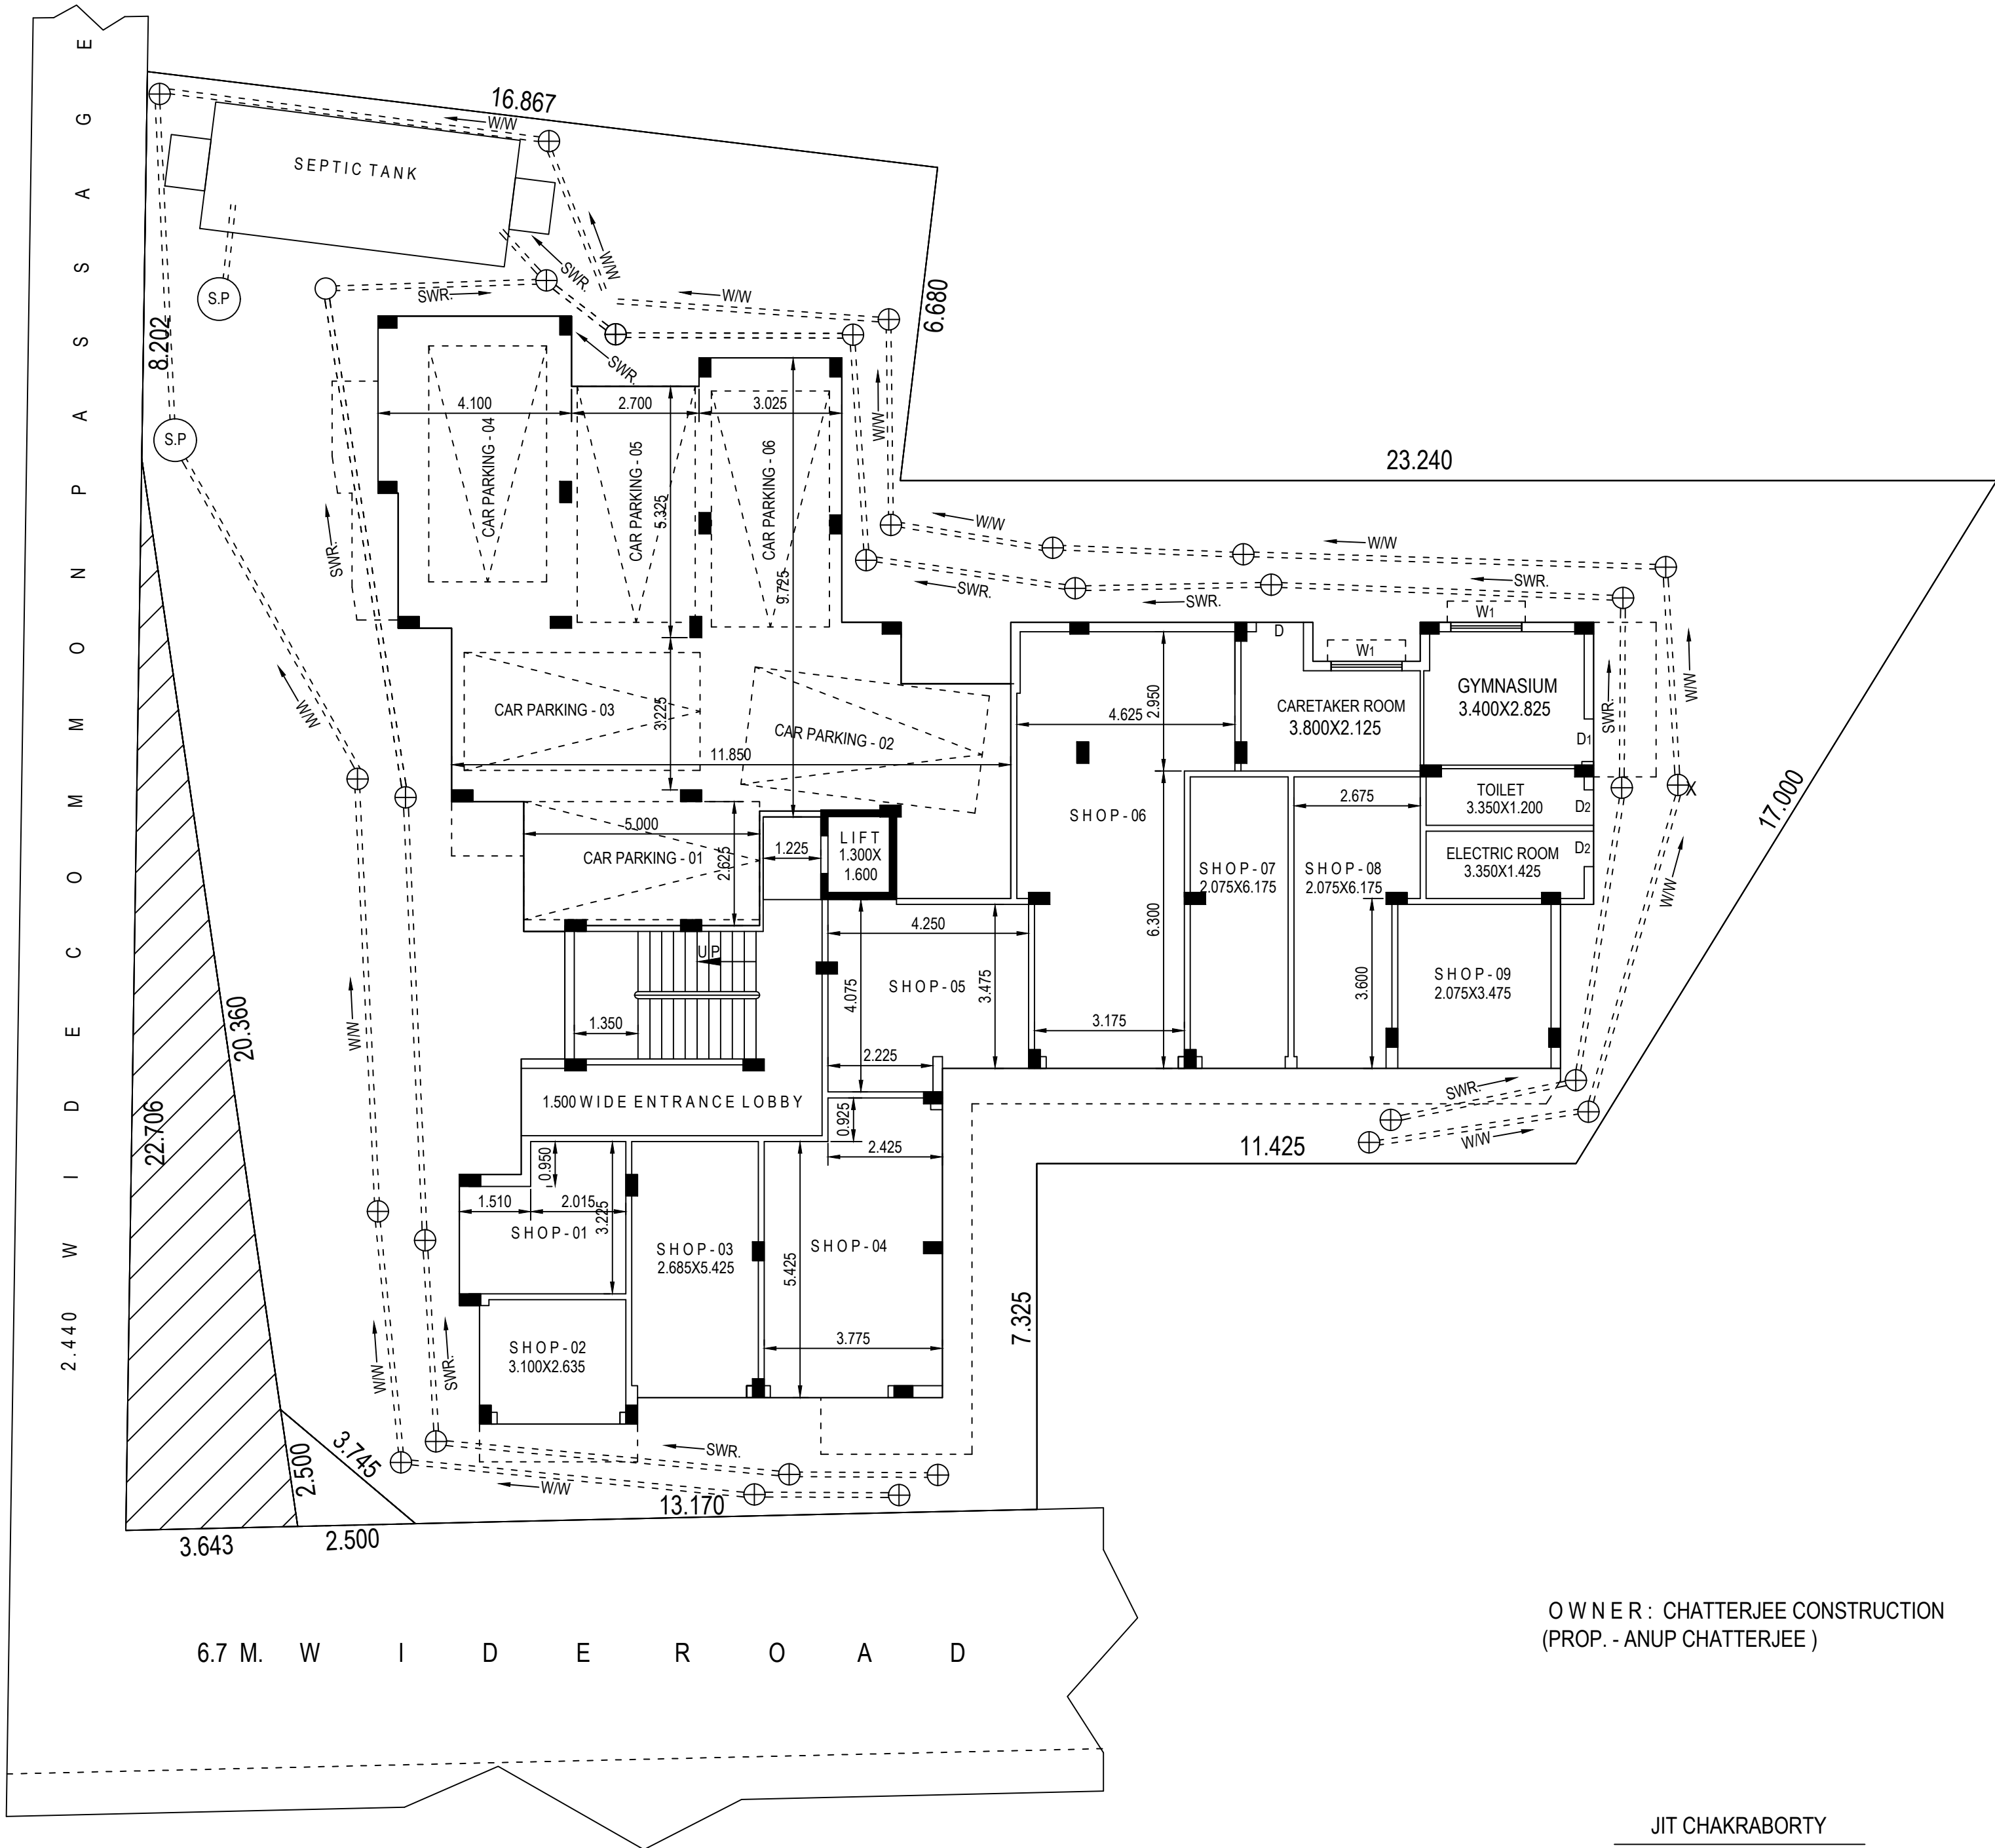 2.440 WIDE COMMON PASSAGE
16.867
W/W
SEPTIC TANK
SWR.
W/W
S.P
SWR.
W/W
6.680
8.202
SWR.
4.100
2.700
3.025
W/W
S.P
CAR PARKING - 04
CAR PARKING - 05
5.325
CAR PARKING - 06
9.725
23.240
W/W
W/W
SWR.
SWR.
SWR.
SWR.
W1
D
W1
GYMNASIUM
3.400X2.825
CARETAKER ROOM
3.800X2.125
2.950
4.625
SWR.
W/W
W/W
CAR PARKING - 03
3.225
CAR PARKING - 02
11.850
D1
TOILET
3.350X1.200
D2
X
17.000
2.675
SHOP-06
5.000
CAR PARKING - 01
2.625
1.225
LIFT
1.300X
1.600
ELECTRIC ROOM
3.350X1.425
D2
SHOP-07
2.075X6.175
SHOP-08
2.075X6.175
W/W
6.300
4.250
UP
SHOP-05
4.075
3.475
3.600
SHOP-09
2.075X3.475
20.360
W/W
1.350
3.175
2.225
SWR.
W/W
1.500 WIDE ENTRANCE LOBBY
0.925
22.706
2.425
11.425
0.950
1.510
2.015
3.225
SHOP-01
SHOP-03
2.685X5.425
SHOP-04
5.425
7.325
3.775
SHOP-02
3.100X2.635
W/W
SWR.
3.745
2.500
SWR.
W/W
13.170
3.643
2.500
6.7 M. WIDE ROAD
OWNER: CHATTERJEE CONSTRUCTION
(PROP. - ANUP CHATTERJEE )
JIT CHAKRABORTY